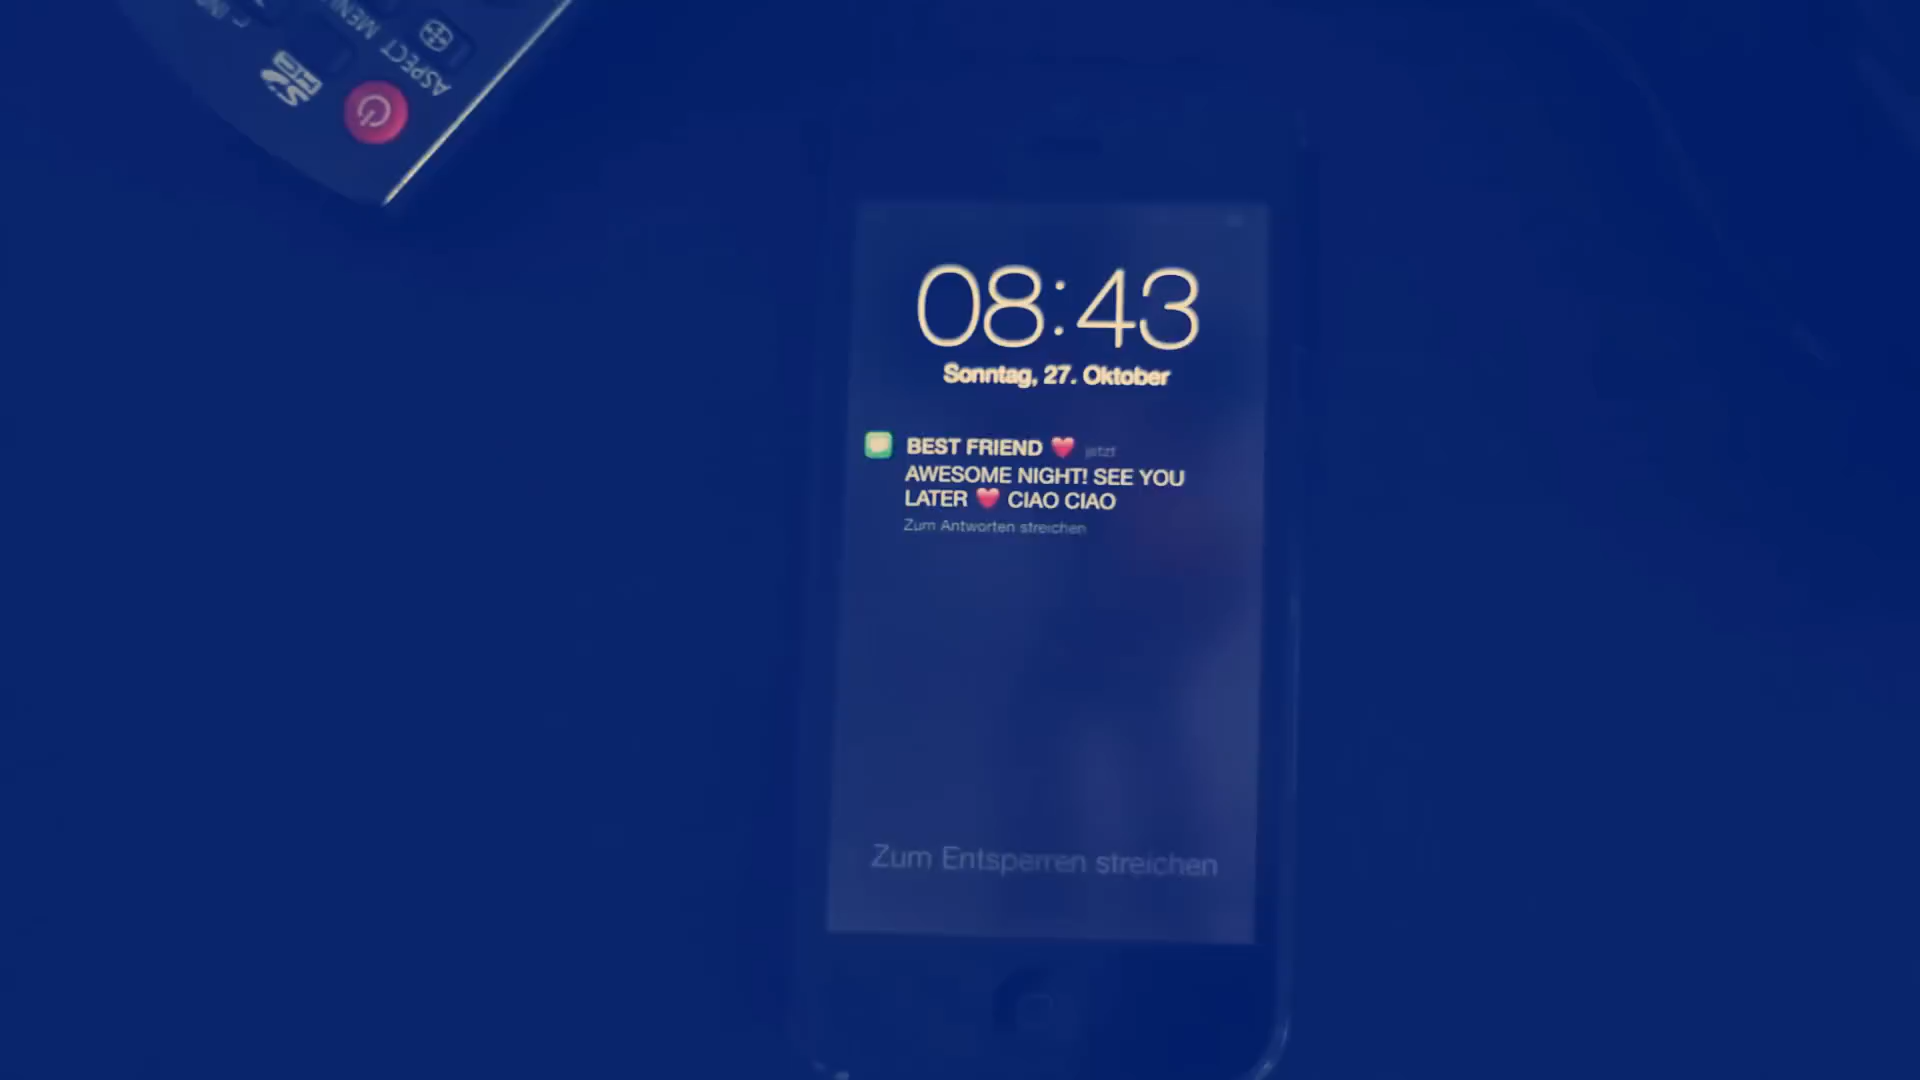 ASPECT MENU
08:43
Sonntag, 27. Oktober
BEST FRIEND ❤️ jetzt
AWESOME NIGHT! SEE YOU
LATER ❤️ CIAO CIAO
Zum Antworten streichen
Zum Entsperren streichen